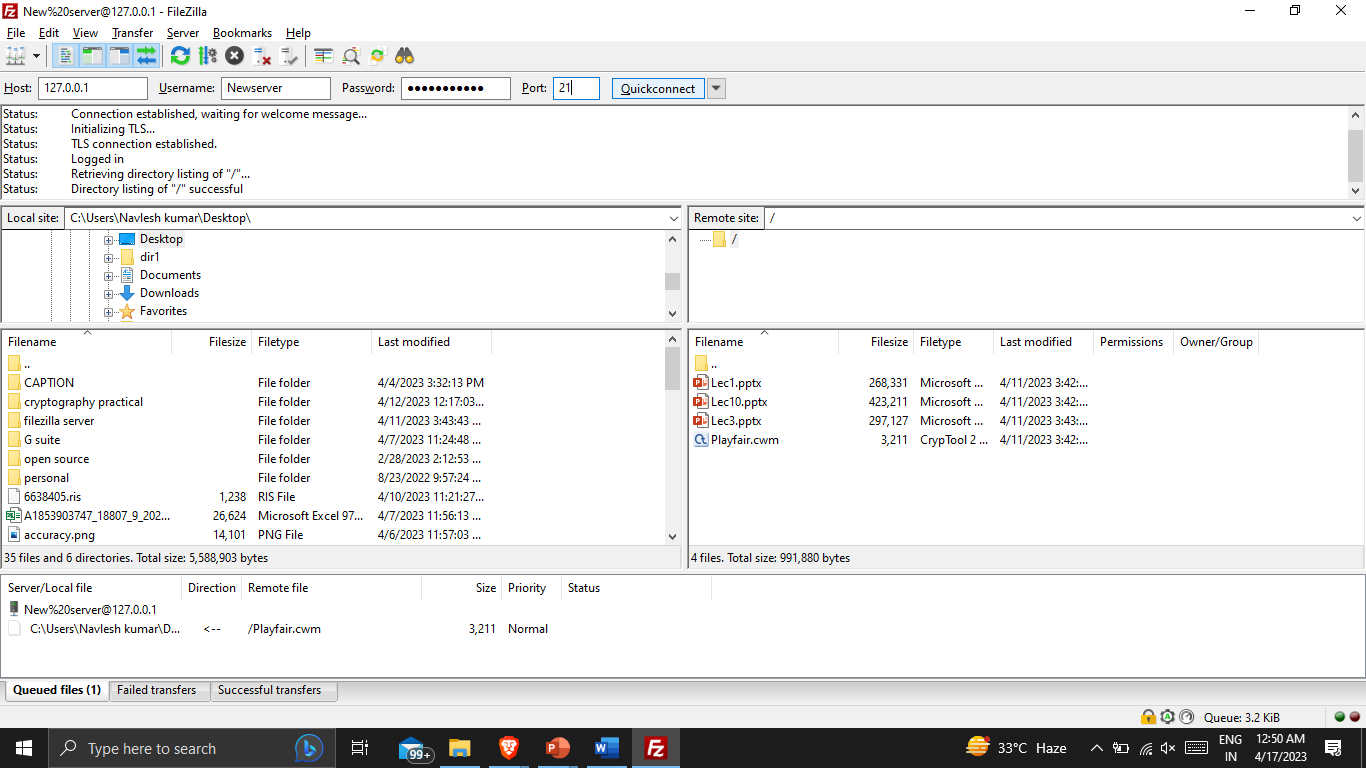 New%20server@127.0.0.1 - FileZilla
File Edit View Transfer Server Bookmarks Help
Host: 127.0.0.1 Username: Newserver Password: ●●●●●●●●●●● Port: 21 Quickconnect
Status: Connection established, waiting for welcome message...
Status: Initializing TLS...
Status: TLS connection established.
Status: Logged in
Status: Retrieving directory listing of "/"...
Status: Directory listing of "/" successful
Local site: C:\Users\Navlesh kumar\Desktop\
Desktop
dir1
Documents
Downloads
Favorites
Remote site: /
/
Filename Filesize Filetype Last modified
..
CAPTION File folder 4/4/2023 3:32:13 PM
cryptography practical File folder 4/12/2023 12:17:03...
filezilla server File folder 4/11/2023 3:43:43 ...
G suite File folder 4/7/2023 11:24:48 ...
open source File folder 2/28/2023 2:12:53 ...
personal File folder 8/23/2022 9:57:24 ...
6638405.ris 1,238 RIS File 4/10/2023 11:21:27...
A1853903747_18807_9_202... 26,624 Microsoft Excel 97... 4/7/2023 11:56:13 ...
accuracy.png 14,101 PNG File 4/6/2023 11:57:03 ...
35 files and 6 directories. Total size: 5,588,903 bytes
Filename Filesize Filetype Last modified Permissions Owner/Group
..
Lec1.pptx 268,331 Microsoft ... 4/11/2023 3:42:...
Lec10.pptx 423,211 Microsoft ... 4/11/2023 3:42:...
Lec3.pptx 297,127 Microsoft ... 4/11/2023 3:43:...
Playfair.cwm 3,211 CrypTool 2 ... 4/11/2023 3:42:...
4 files. Total size: 991,880 bytes
Server/Local file Direction Remote file Size Priority Status
New%20server@127.0.0.1
C:\Users\Navlesh kumar\D... <-- /Playfair.cwm 3,211 Normal
Queued files (1) Failed transfers Successful transfers
Queue: 3.2 KiB
Type here to search
99+
33°C Haze
ENG
IN
12:50 AM
4/17/2023